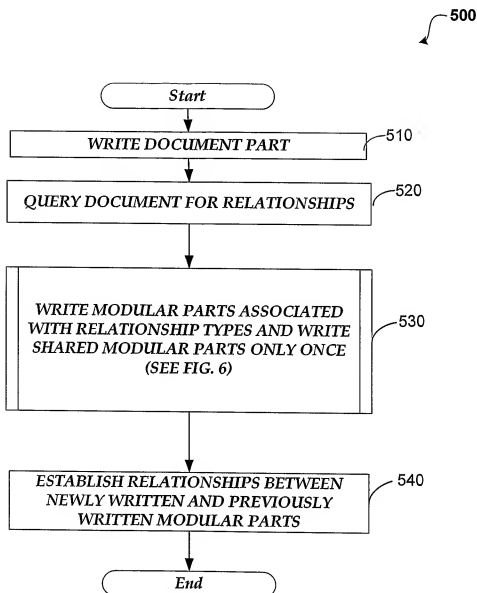 500
Start
WRITE DOCUMENT PART
510
QUERY DOCUMENT FOR RELATIONSHIPS
520
WRITE MODULAR PARTS ASSOCIATED
WITH RELATIONSHIP TYPES AND WRITE
SHARED MODULAR PARTS ONLY ONCE
(SEE FIG. 6)
530
ESTABLISH RELATIONSHIPS BETWEEN
NEWLY WRITTEN AND PREVIOUSLY
WRITTEN MODULAR PARTS
540
End